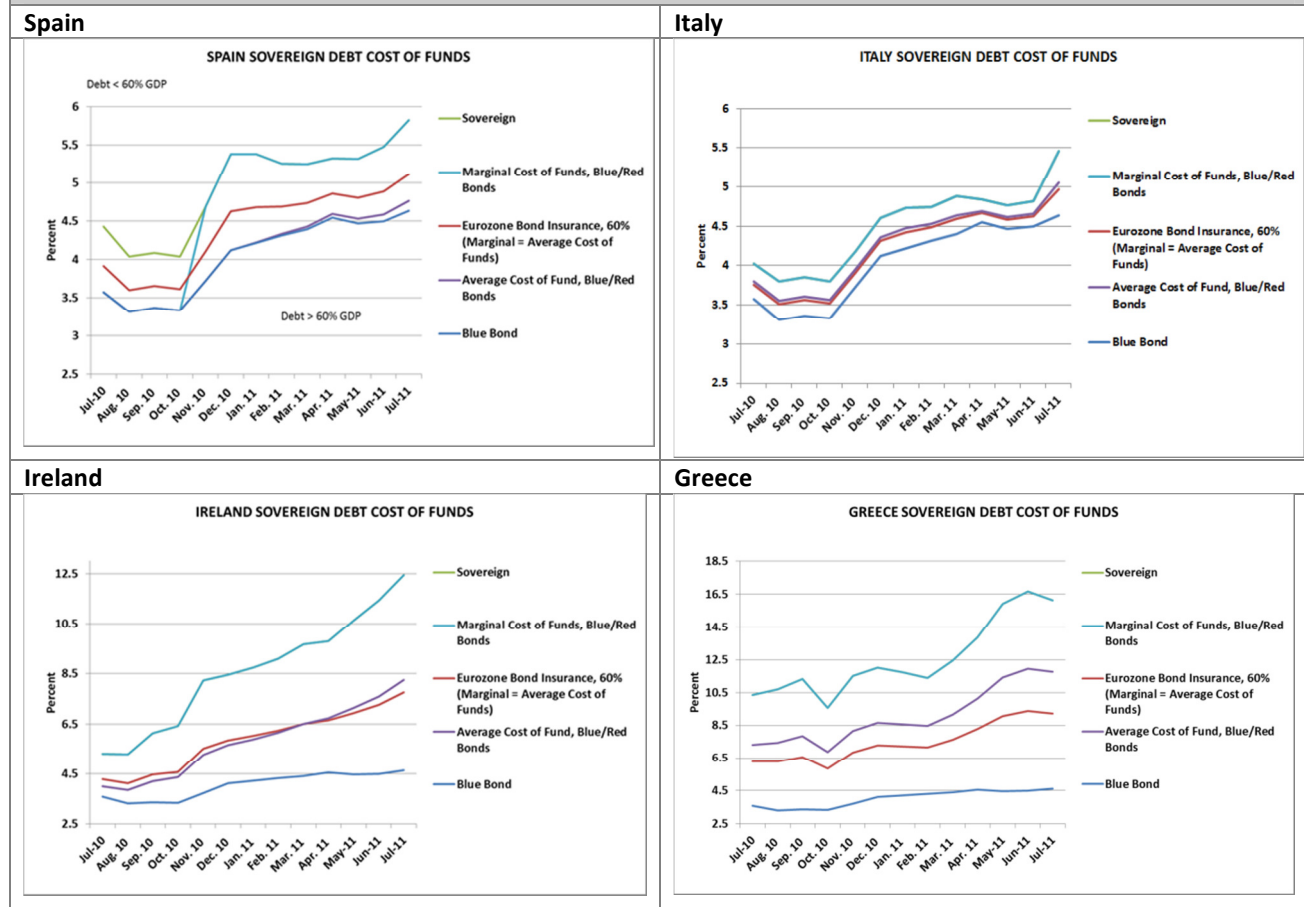 Spain
SPAIN SOVEREIGN DEBT COST OF FUNDS
Debt < 60% GDP
6
5.5
5
4.5
4
3.5
3
2.5
Percent
Debt > 60% GDP
Jul-10
Aug. 10
Sep. 10
Oct. 10
Nov. 10
Dec. 10
Jan. 11
Feb. 11
Mar. 11
Apr. 11
May-11
Jun-11
Jul-11
Sovereign
Marginal Cost of Funds, Blue/Red
Bonds
Eurozone Bond Insurance, 60%
(Marginal = Average Cost of
Funds)
Average Cost of Fund, Blue/Red
Bonds
Blue Bond
Italy
ITALY SOVEREIGN DEBT COST OF FUNDS
6
5.5
5
4.5
4
3.5
3
2.5
Percent
Jul-10
Aug. 10
Sep. 10
Oct. 10
Nov. 10
Dec. 10
Jan. 11
Feb. 11
Mar. 11
Apr. 11
May-11
Jun-11
Jul-11
Sovereign
Marginal Cost of Funds, Blue/Red
Bonds
Eurozone Bond Insurance, 60%
(Marginal = Average Cost of
Funds)
Average Cost of Fund, Blue/Red
Bonds
Blue Bond
Ireland
IRELAND SOVEREIGN DEBT COST OF FUNDS
12.5
10.5
8.5
6.5
4.5
2.5
Percent
Jul-10
Aug. 10
Sep. 10
Oct. 10
Nov. 10
Dec. 10
Jan. 11
Feb. 11
Mar. 11
Apr. 11
May-11
Jun-11
Jul-11
Sovereign
Marginal Cost of Funds, Blue/Red
Bonds
Eurozone Bond Insurance, 60%
(Marginal = Average Cost of
Funds)
Average Cost of Fund, Blue/Red
Bonds
Blue Bond
Greece
GREECE SOVEREIGN DEBT COST OF FUNDS
18.5
16.5
14.5
12.5
10.5
8.5
6.5
4.5
2.5
Percent
Jul-10
Aug. 10
Sep. 10
Oct. 10
Nov. 10
Dec. 10
Jan. 11
Feb. 11
Mar. 11
Apr. 11
May-11
Jun-11
Jul-11
Sovereign
Marginal Cost of Funds, Blue/Red
Bonds
Eurozone Bond Insurance, 60%
(Marginal = Average Cost of
Funds)
Average Cost of Fund, Blue/Red
Bonds
Blue Bond